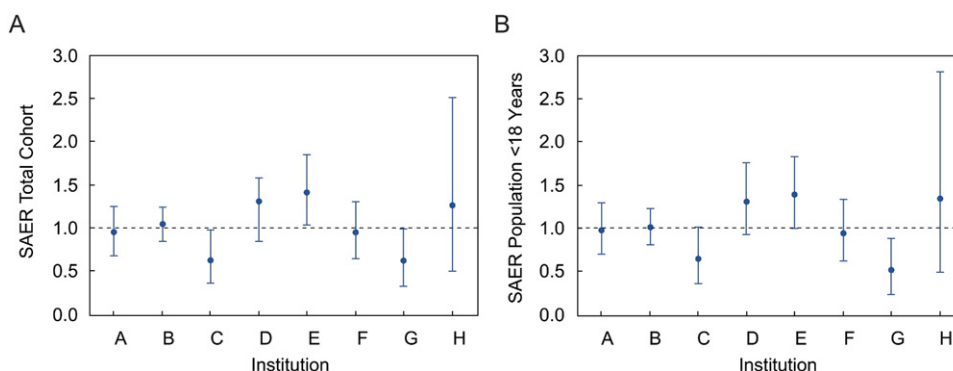 A
SAER Total Cohort
3.0
2.5
2.0
1.5
1.0
0.5
0.0
A B C D E F G H
Institution
B
SAER Population <18 Years
3.0
2.5
2.0
1.5
1.0
0.5
0.0
A B C D E F G H
Institution